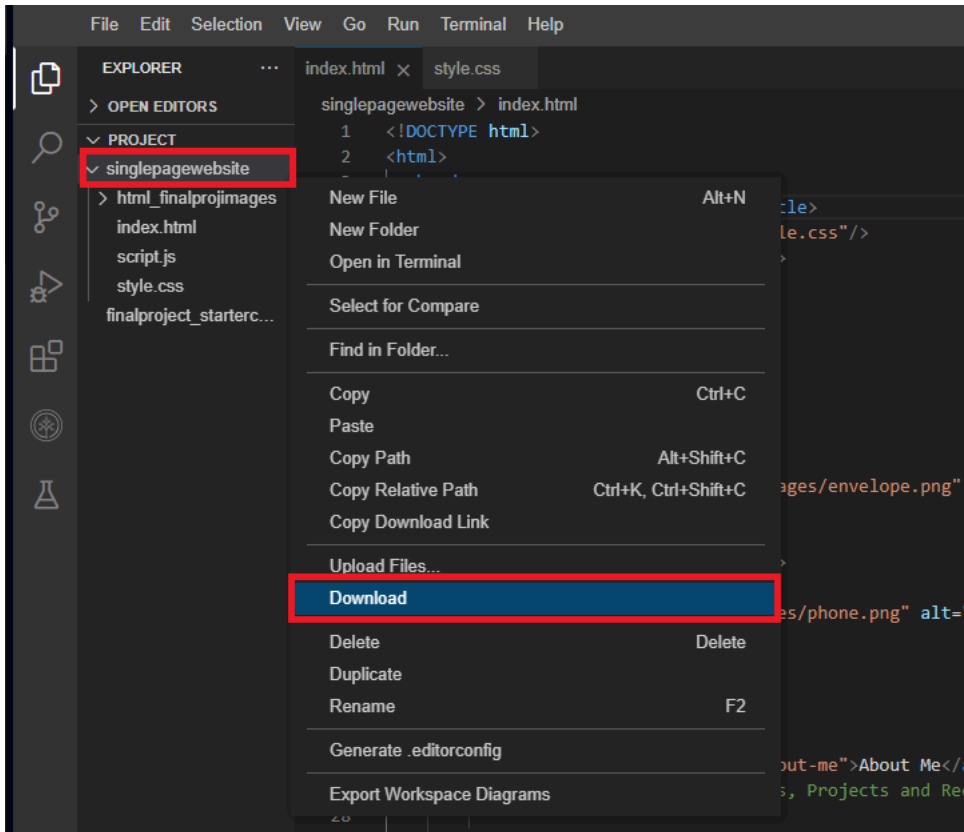 File Edit Selection View Go Run Terminal Help
EXPLORER ...
OPEN EDITORS
PROJECT
singlepagewebsite
html_finalprojimages
index.html
script.js
style.css
finalproject_starterc...
index.html × style.css
singlepagewebsite > index.html
1 <!DOCTYPE html>
2 <html>
New File Alt+N
New Folder
Open in Terminal
Select for Compare
Find in Folder...
Copy Ctrl+C
Paste
Copy Path Alt+Shift+C
Copy Relative Path Ctrl+K, Ctrl+Shift+C
Copy Download Link
Upload Files...
Download
Delete Delete
Duplicate
Rename F2
Generate .editorconfig
Export Workspace Diagrams
tle>
le.css"/>
>
ages/envelope.png"
>
es/phone.png" alt=
out-me">About Me</
s, Projects and Re
28